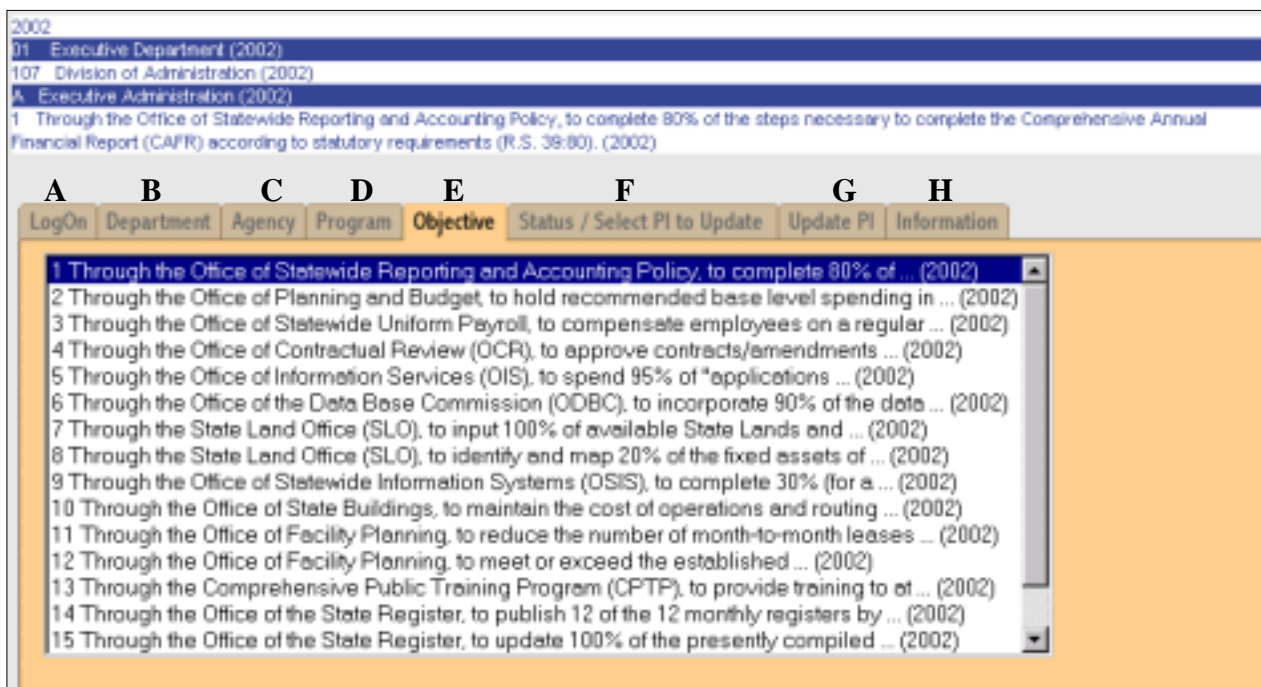 2002
01 Executive Department (2002)
107 Division of Administration (2002)
A Executive Administration (2002)
1 Through the Office of Statewide Reporting and Accounting Policy, to complete 80% of the steps necessary to complete the Comprehensive Annual
Financial Report (CAFR) according to statutory requirements (R.S. 39:80). (2002)
A B C D E F G H
LogOn Department Agency Program Objective Status / Select PI to Update Update PI Information
1 Through the Office of Statewide Reporting and Accounting Policy, to complete 80% of ... (2002)
2 Through the Office of Planning and Budget, to hold recommended base level spending in ... (2002)
3 Through the Office of Statewide Uniform Payroll, to compensate employees on a regular ... (2002)
4 Through the Office of Contractual Review (OCR), to approve contracts/amendments ... (2002)
5 Through the Office of Information Services (OIS), to spend 95% of "applications ... (2002)
6 Through the Office of the Data Base Commission (ODBC), to incorporate 90% of the data ... (2002)
7 Through the State Land Office (SLO), to input 100% of available State Lands and ... (2002)
8 Through the State Land Office (SLO), to identify and map 20% of the fixed assets of ... (2002)
9 Through the Office of Statewide Information Systems (OSIS), to complete 30% (for a ... (2002)
10 Through the Office of State Buildings, to maintain the cost of operations and routing ... (2002)
11 Through the Office of Facility Planning, to reduce the number of month-to-month leases ... (2002)
12 Through the Office of Facility Planning, to meet or exceed the established ... (2002)
13 Through the Comprehensive Public Training Program (CPTP), to provide training to at ... (2002)
14 Through the Office of the State Register, to publish 12 of the 12 monthly registers by ... (2002)
15 Through the Office of the State Register, to update 100% of the presently compiled ... (2002)